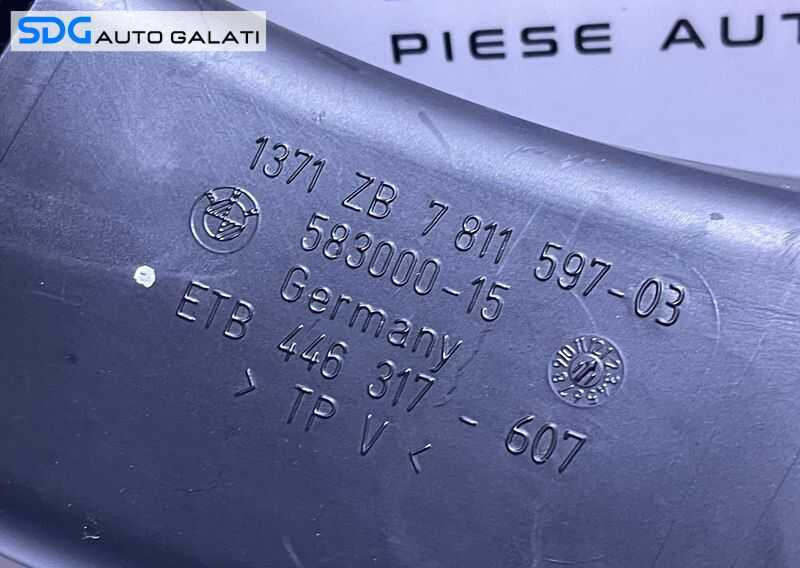 SDG AUTO GALATI
PIESE AUT
1371 ZB 7 811 597-03
583000-15
Germany
ETB 446 317-607
> TP V <